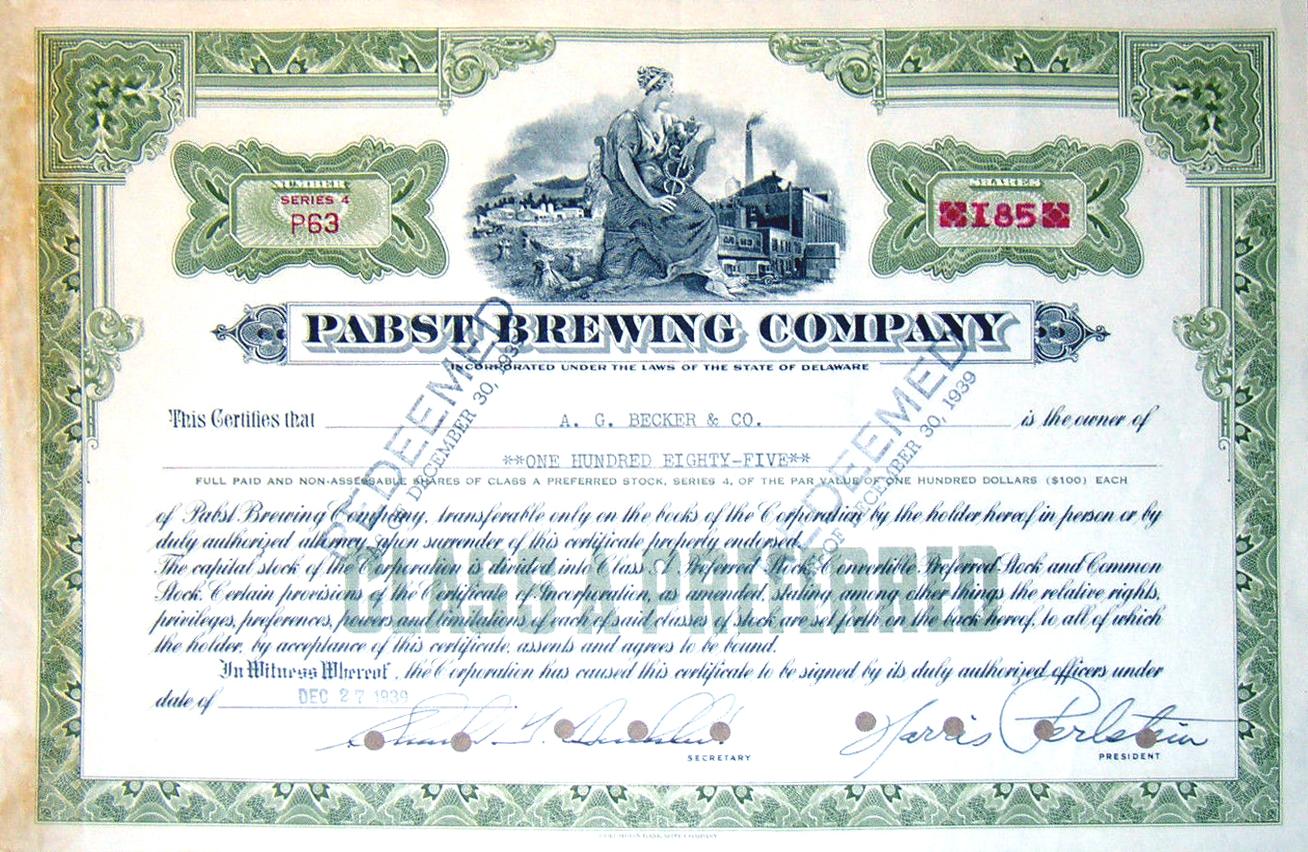 NUMBER
SERIES 4
P63
SHARES
185
PABST BREWING COMPANY
INCORPORATED UNDER THE LAWS OF THE STATE OF DELAWARE
This Certifies that A. G. BECKER & CO. is the owner of
**ONE HUNDRED EIGHTY-FIVE**
FULL PAID AND NON-ASSESSABLE SHARES OF CLASS A PREFERRED STOCK, SERIES 4, OF THE PAR VALUE OF ONE HUNDRED DOLLARS ($100) EACH
of Pabst Brewing Company, transferable only on the books of the Corporation by the holder hereof in person or by
duly authorized attorney upon surrender of this certificate properly endorsed.
The capital stock of the Corporation is divided into Class A Preferred Stock, Convertible Preferred Stock and Common
Stock. Certain provisions of the Certificate of Incorporation, as amended, stating, among other things the relative rights,
privileges, preferences, powers and limitations of each of said classes of stock are set forth on the back hereof, to all of which
the holder, by acceptance of this certificate, assents and agrees to be bound.
CLASS A PREFERRED
In Witness Whereof, the Corporation has caused this certificate to be signed by its duly authorized officers under
date of DEC 27 1939
REDEEMED
AS OF DECEMBER 30, 1939
REDEEMED
AS OF DECEMBER 30, 1939
SECRETARY
Harris Perlstein
PRESIDENT